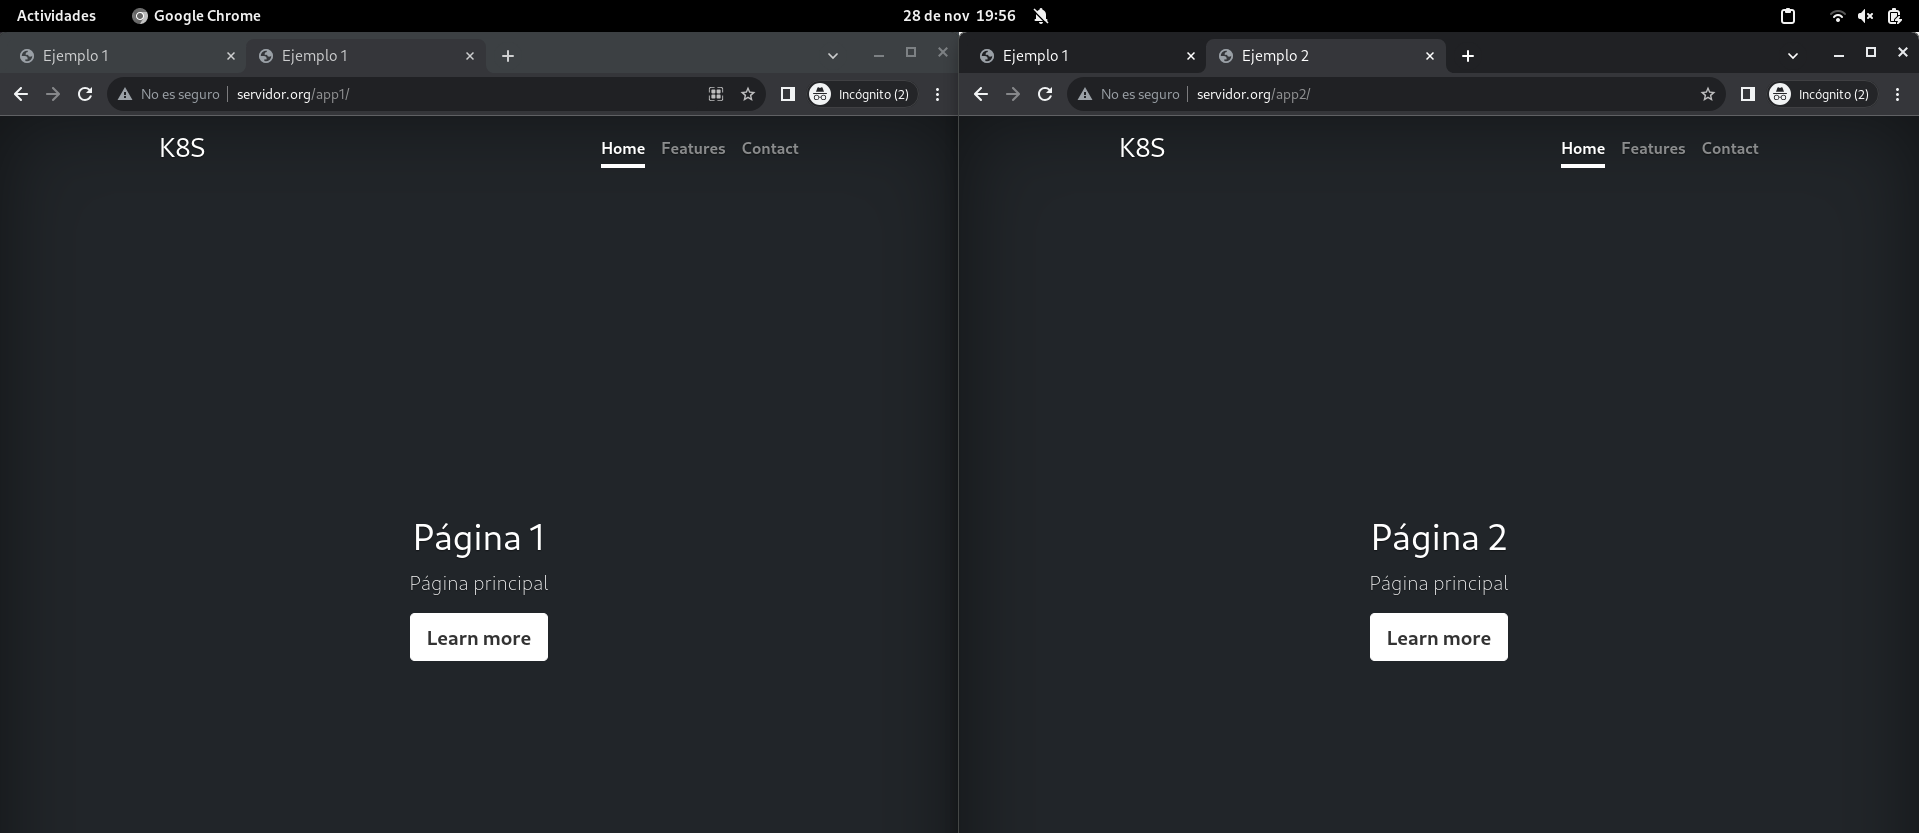 Actividades Google Chrome 28 de nov 19:56
Ejemplo 1 Ejemplo 1
No es seguro servidor.org/app1/ Incógnito (2)
K8S Home Features Contact
Página 1
Página principal
Learn more
Ejemplo 1 Ejemplo 2
No es seguro servidor.org/app2/ Incógnito (2)
K8S Home Features Contact
Página 2
Página principal
Learn more